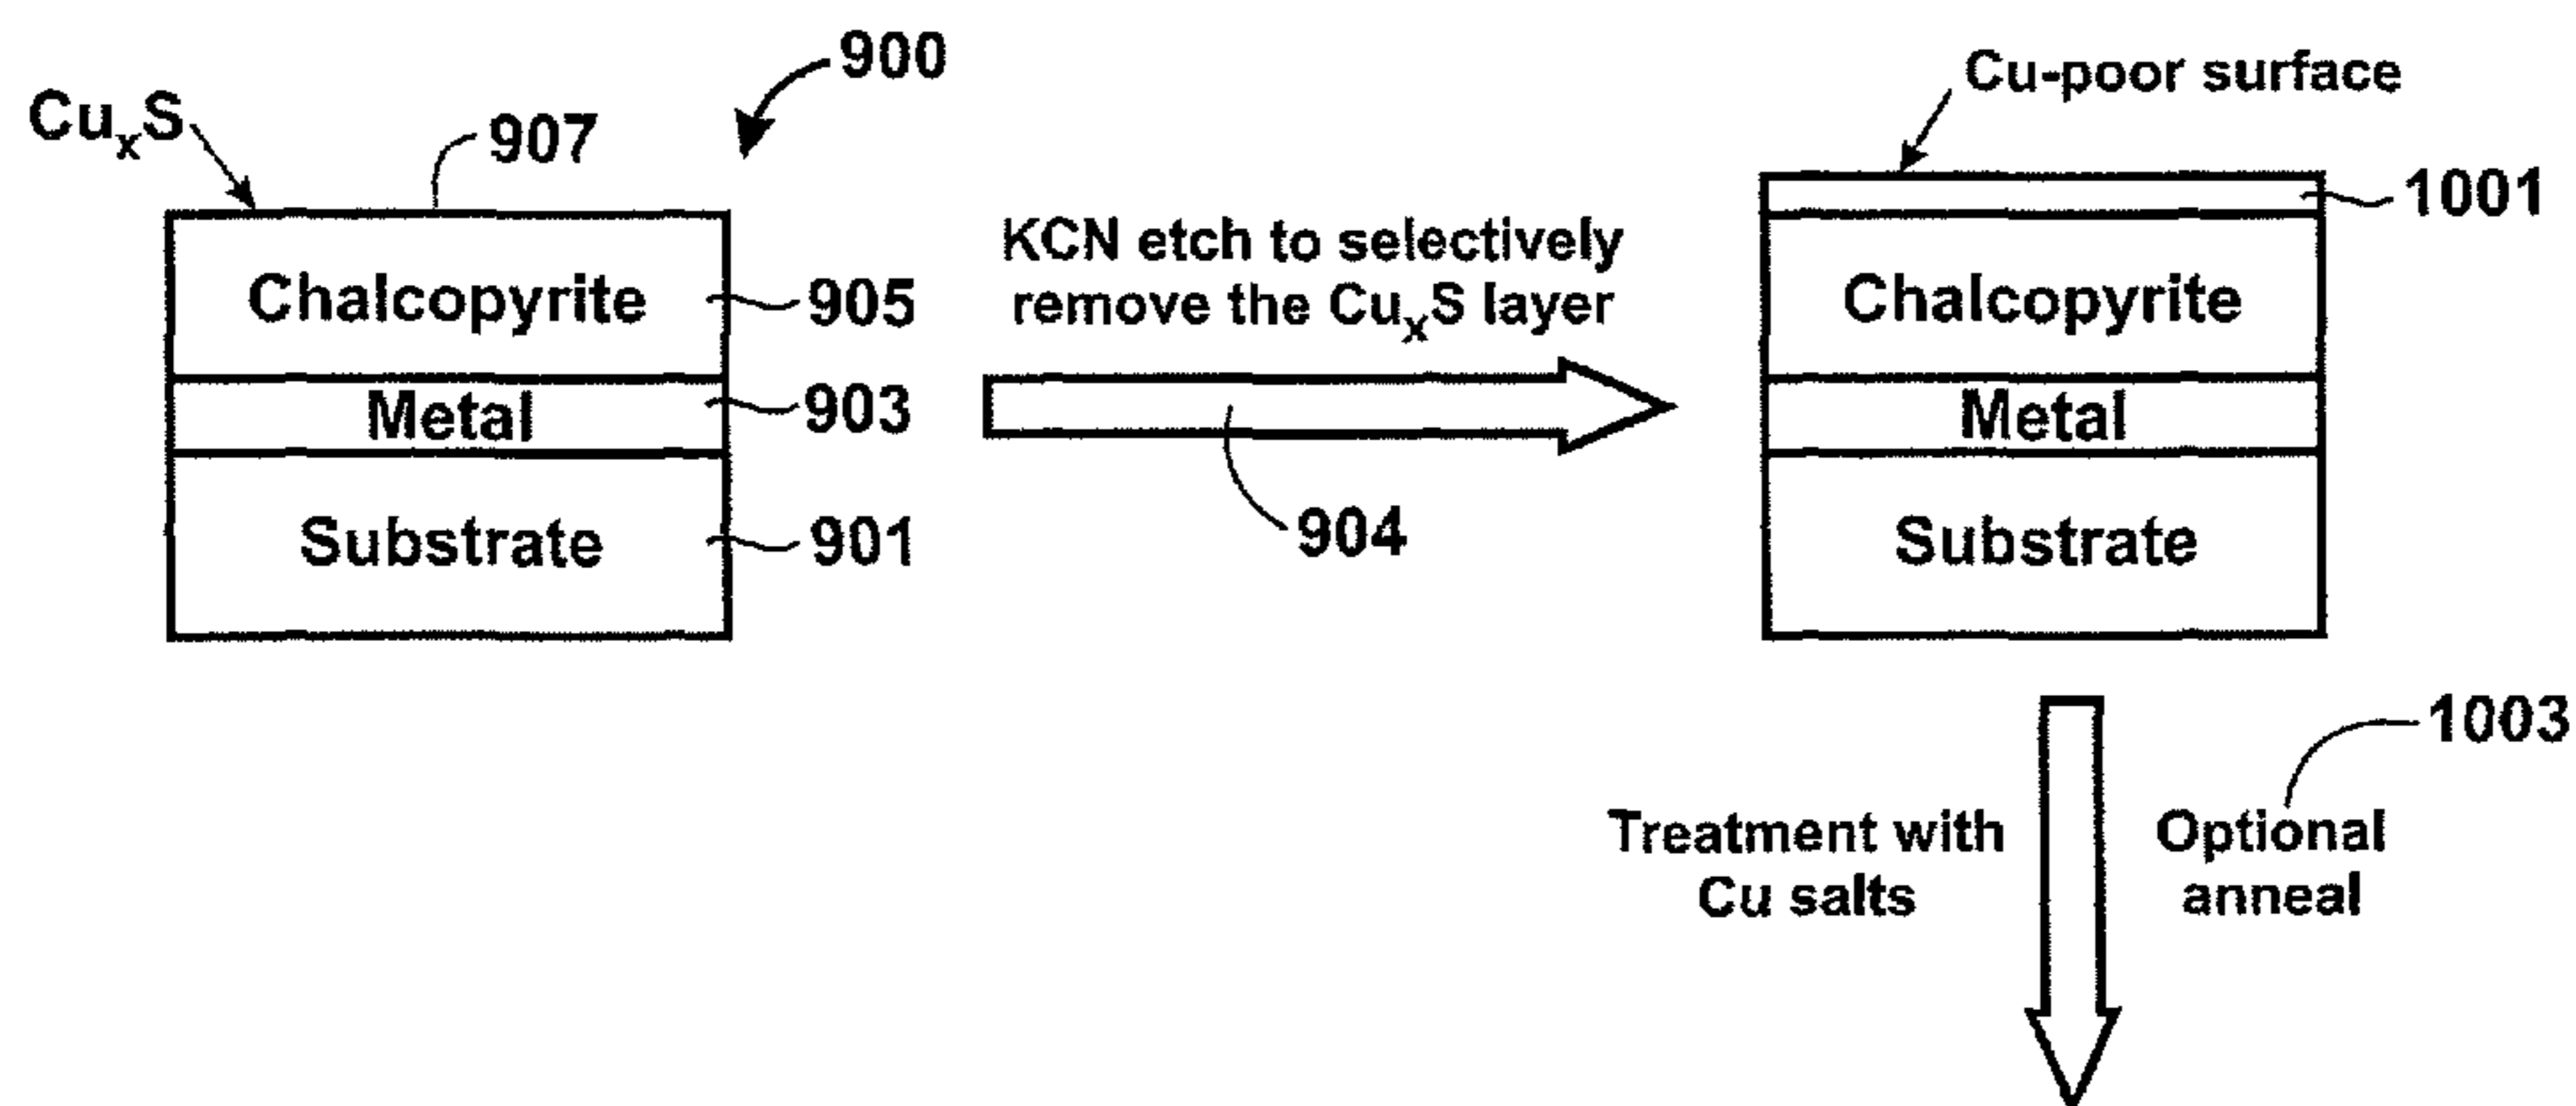 900
Cu-poor surface
CuₓS
907
1001
KCN etch to selectively
remove the CuₓS layer
Chalcopyrite
905
Chalcopyrite
Metal
903
Metal
904
Substrate
901
Substrate
1003
Treatment with
Cu salts
Optional
anneal